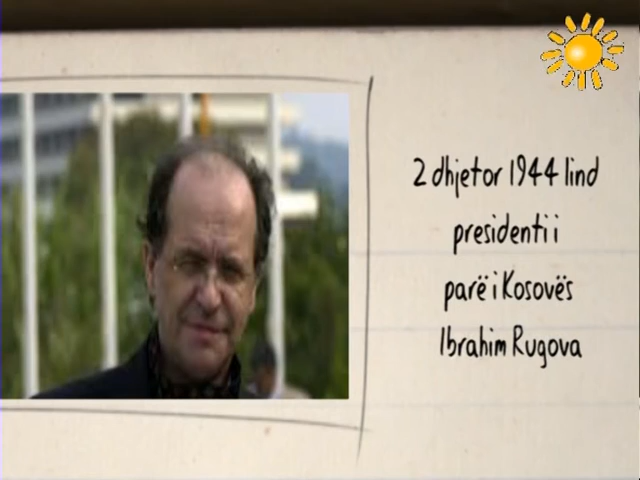 2 dhjetor 1944 lind
presidenti i
parë i Kosovës
Ibrahim Rugova